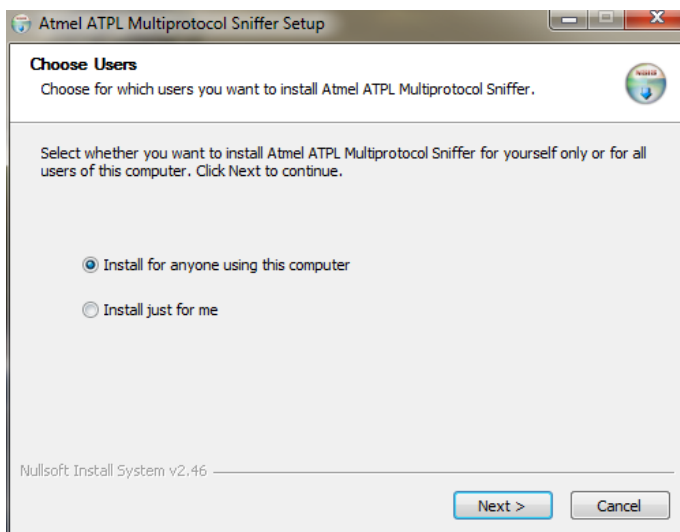 Atmel ATPL Multiprotocol Sniffer Setup
Choose Users
Choose for which users you want to install Atmel ATPL Multiprotocol Sniffer.
Select whether you want to install Atmel ATPL Multiprotocol Sniffer for yourself only or for all
users of this computer. Click Next to continue.
Install for anyone using this computer
Install just for me
Nullsoft Install System v2.46
Next >
Cancel